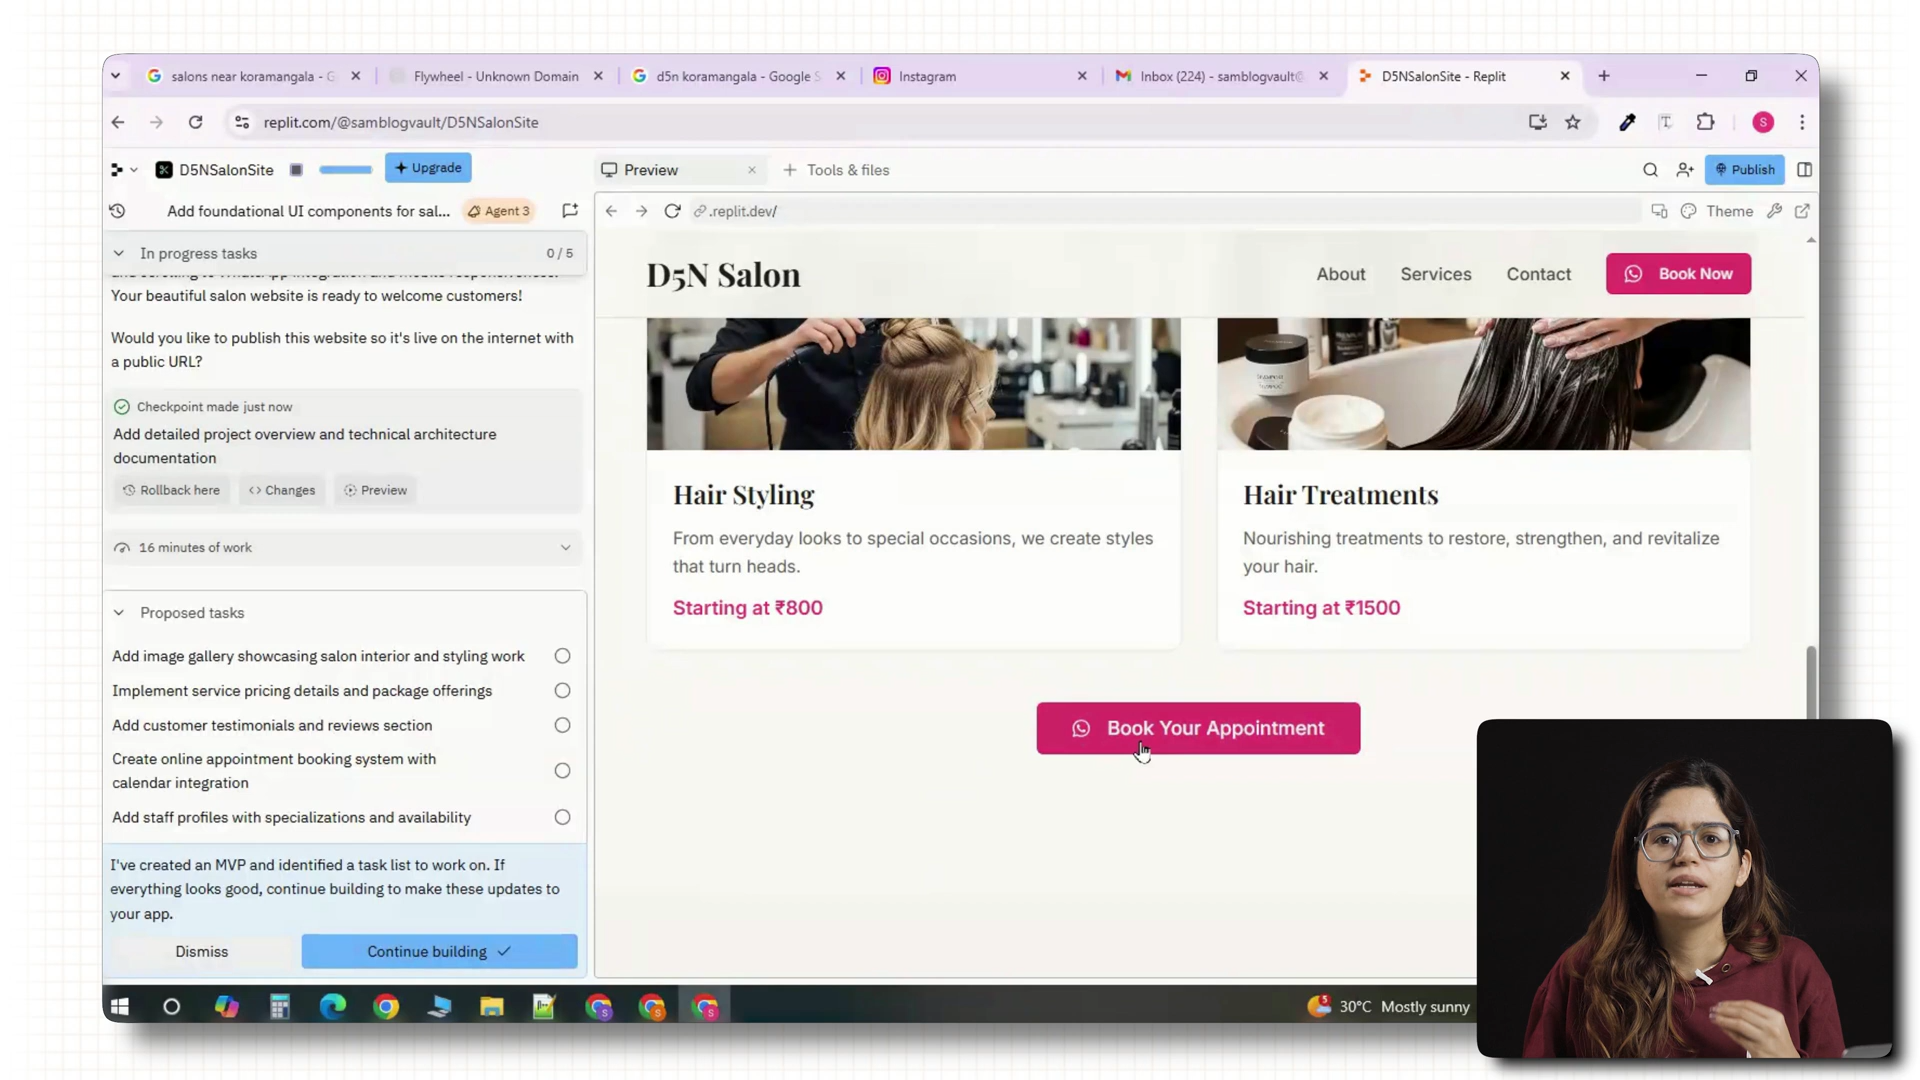 salons near koramangala - G
Flywheel - Unknown Domain
d5n koramangala - Google S
Instagram
Inbox (224) - samblogvault@
D5NSalonSite - Replit
replit.com/@samblogvault/D5NSalonSite
S
D5NSalonSite
Upgrade
Preview
Tools & files
Publish
Add foundational UI components for sal...
Agent 3
.replit.dev/
Theme
In progress tasks
0 / 5
Your beautiful salon website is ready to welcome customers!
Would you like to publish this website so it's live on the internet with
a public URL?
Checkpoint made just now
Add detailed project overview and technical architecture
documentation
Rollback here
Changes
Preview
16 minutes of work
Proposed tasks
Add image gallery showcasing salon interior and styling work
Implement service pricing details and package offerings
Add customer testimonials and reviews section
Create online appointment booking system with
calendar integration
Add staff profiles with specializations and availability
I've created an MVP and identified a task list to work on. If
everything looks good, continue building to make these updates to
your app.
Dismiss
Continue building
D5N Salon
About
Services
Contact
Book Now
Hair Styling
From everyday looks to special occasions, we create styles
that turn heads.
Starting at ₹800
Hair Treatments
Nourishing treatments to restore, strengthen, and revitalize
your hair.
Starting at ₹1500
Book Your Appointment
30°C Mostly sunny